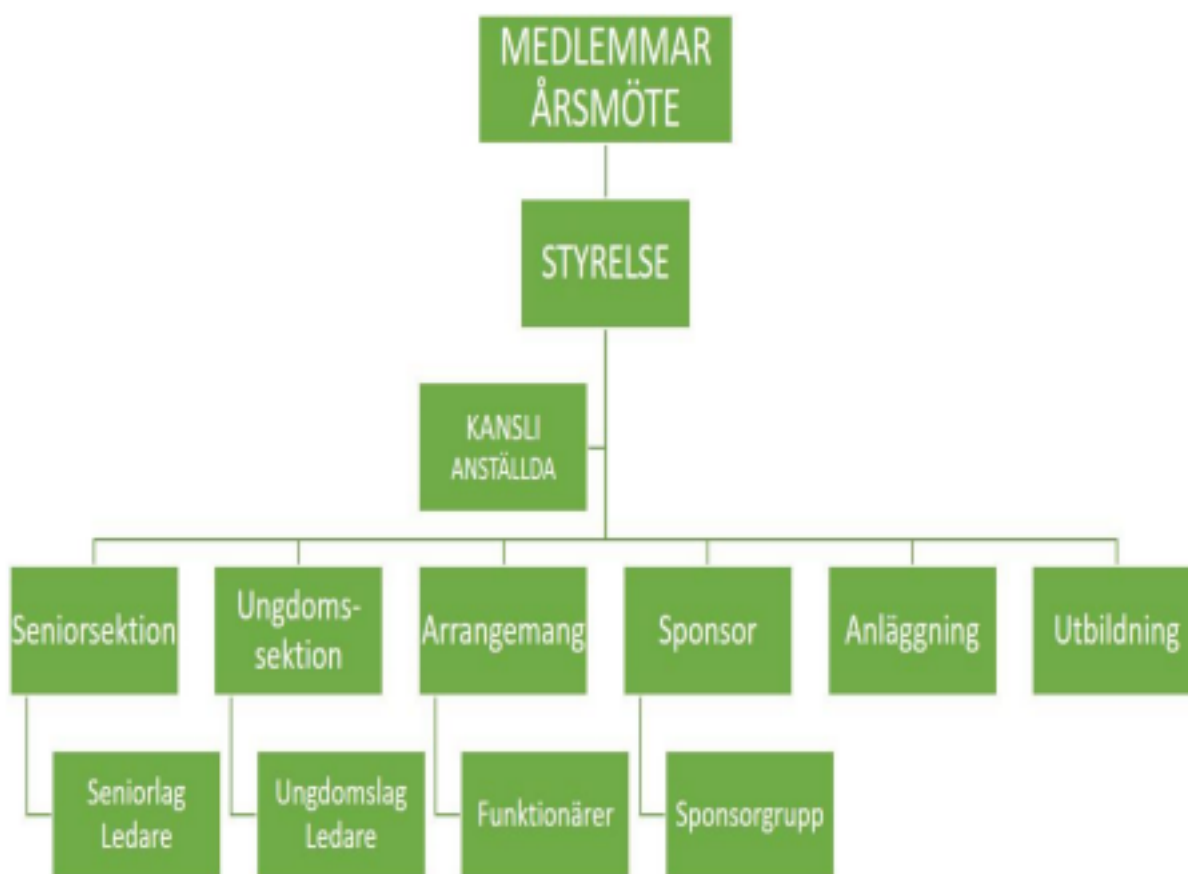 MEDLEMMAR
ÅRSMÖTE
STYRELSE
KANSLI
ANSTÄLLDA
Seniorsektion
Ungdoms-
sektion
Arrangemang
Sponsor
Anläggning
Utbildning
Seniorlag
Ledare
Ungdomslag
Ledare
Funktionärer
Sponsorgrupp